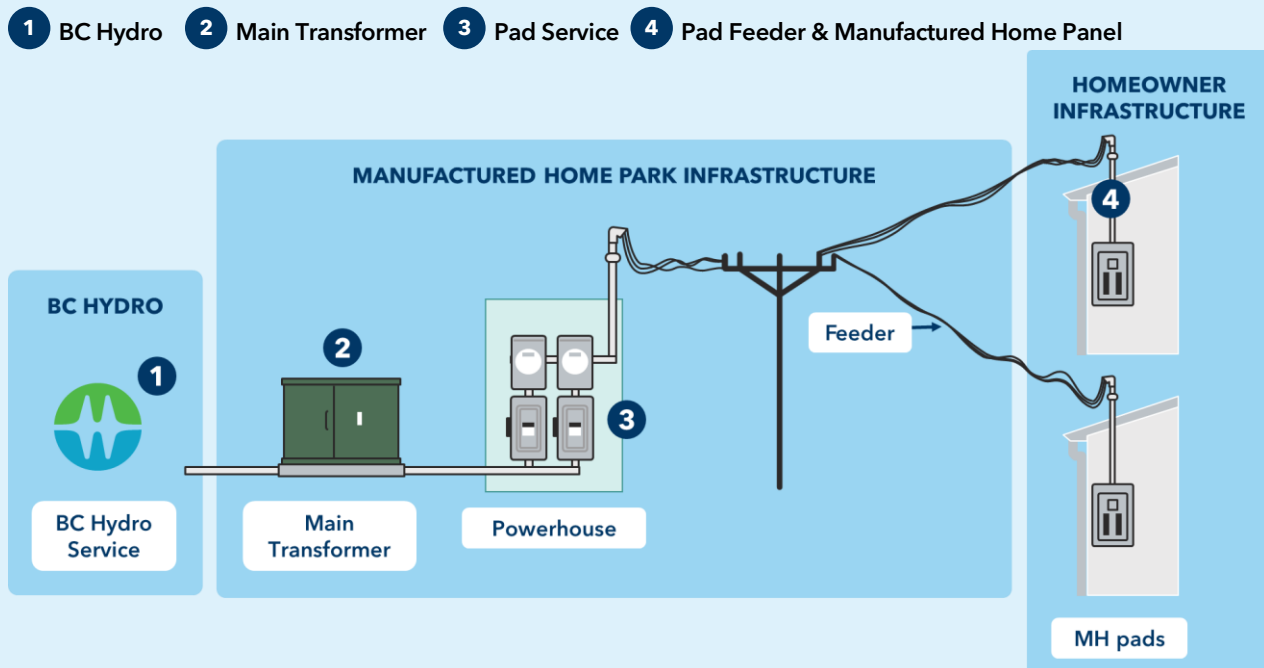 1 BC Hydro 2 Main Transformer 3 Pad Service 4 Pad Feeder & Manufactured Home Panel
HOMEOWNER
INFRASTRUCTURE
MANUFACTURED HOME PARK INFRASTRUCTURE
4
BC HYDRO
Feeder
2
1
3
BC Hydro
Service
Main
Transformer
Powerhouse
MH pads